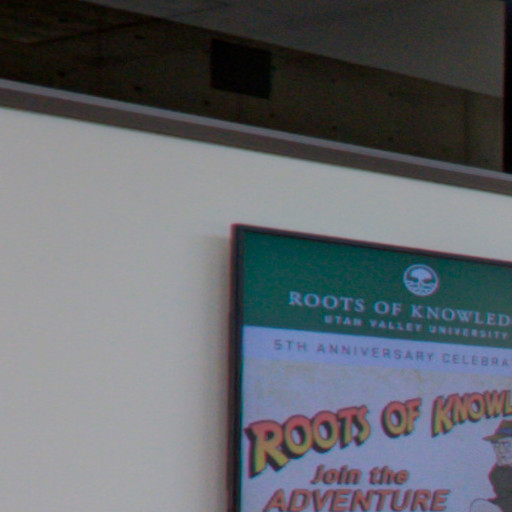 ROOTS OF KNOWLED
UTAH VALLEY UNIVERSITY
5TH ANNIVERSARY CELEBRA
ROOTS OF KNOWL
Join the
ADVENTURE